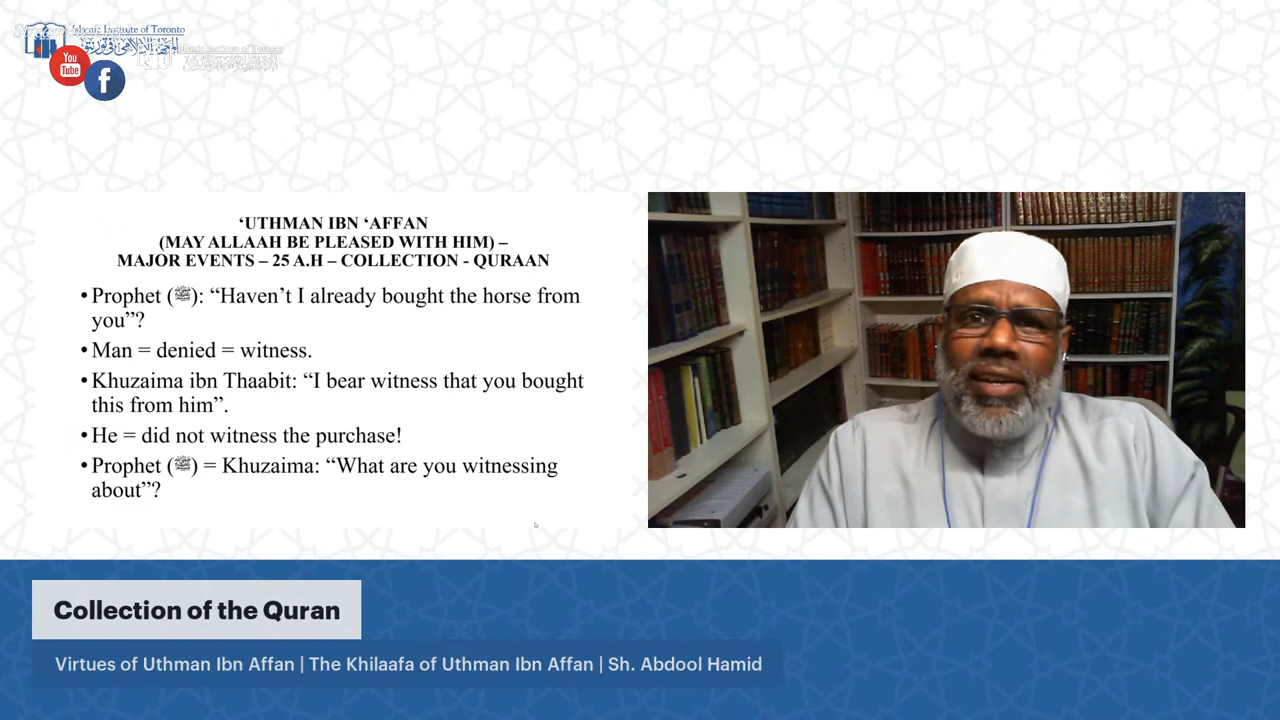 Islamic Institute of Toronto
You
Tube
f
‘UTHMAN IBN ‘AFFAN
(MAY ALLAAH BE PLEASED WITH HIM) –
MAJOR EVENTS – 25 A.H – COLLECTION - QURAAN
• Prophet (ﷺ): “Haven’t I already bought the horse from
you”?
• Man = denied = witness.
• Khuzaima ibn Thaabit: “I bear witness that you bought
this from him”.
• He = did not witness the purchase!
• Prophet (ﷺ) = Khuzaima: “What are you witnessing
about”?
Collection of the Quran
Virtues of Uthman Ibn Affan | The Khilaafa of Uthman Ibn Affan | Sh. Abdool Hamid